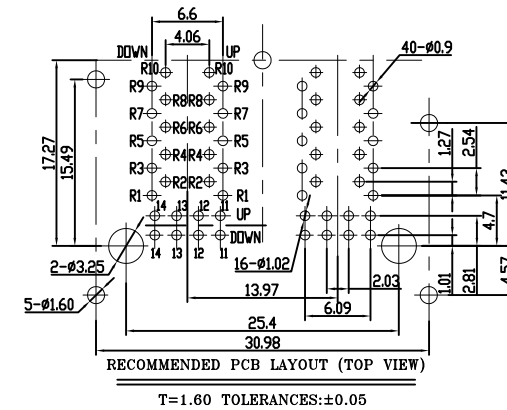 6.6
4.06
DOWN UP
40-ø0.9
R10 R10
R9 R9
R8 R8
R7 R7
R6 R6
R5 R5
R4 R4
R3 R3
R2 R2
R1 R1
17.27
15.49
1.27
2.54
11.43
4.7
14 13 12 11 UP
DOWN
14 13 12 11
2-ø3.25
16-ø1.02
5-ø1.60
2.03
1.01
2.81
4.57
13.97
6.09
25.4
30.98
RECOMMENDED PCB LAYOUT (TOP VIEW)
T=1.60 TOLERANCES:±0.05